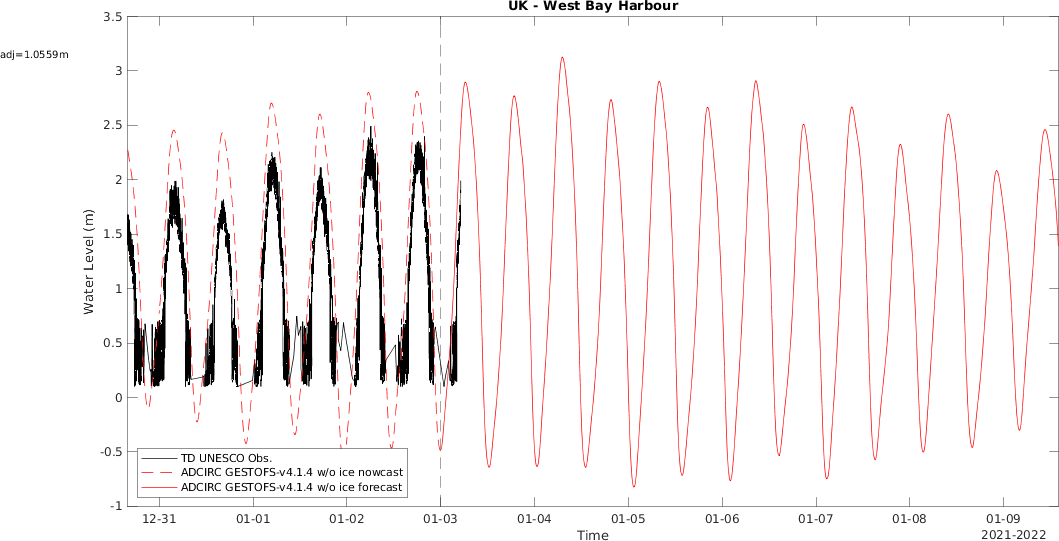 UK - West Bay Harbour
adj=1.0559m
3.5
3
2.5
2
1.5
1
0.5
0
-0.5
-1
Water Level (m)
TD UNESCO Obs.
ADCIRC GESTOFS-v4.1.4 w/o ice nowcast
ADCIRC GESTOFS-v4.1.4 w/o ice forecast
12-31 01-01 01-02 01-03 01-04 01-05 01-06 01-07 01-08 01-09
Time
2021-2022